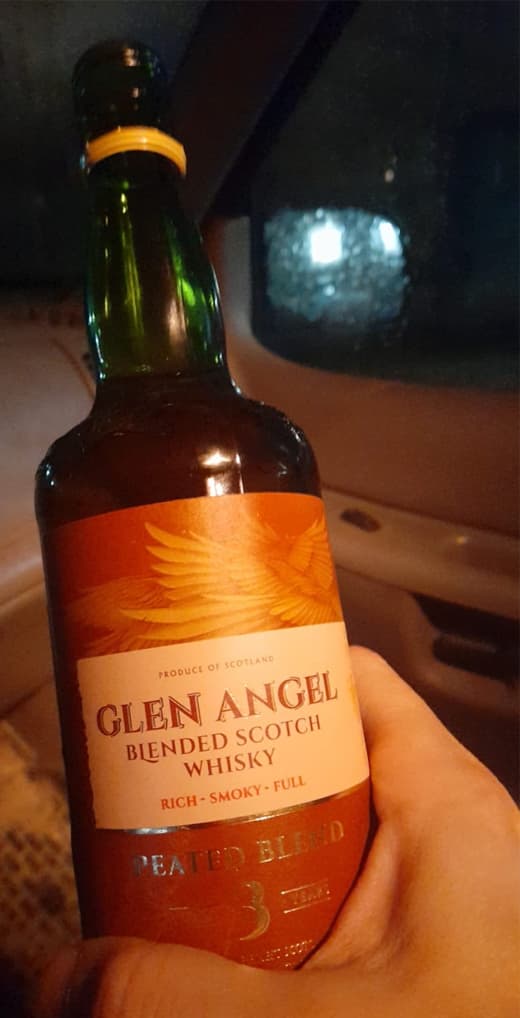 PRODUCE OF SCOTLAND
GLEN ANGEL
BLENDED SCOTCH
WHISKY
RICH - SMOKY - FULL
PEATED BLEND
3 YEARS